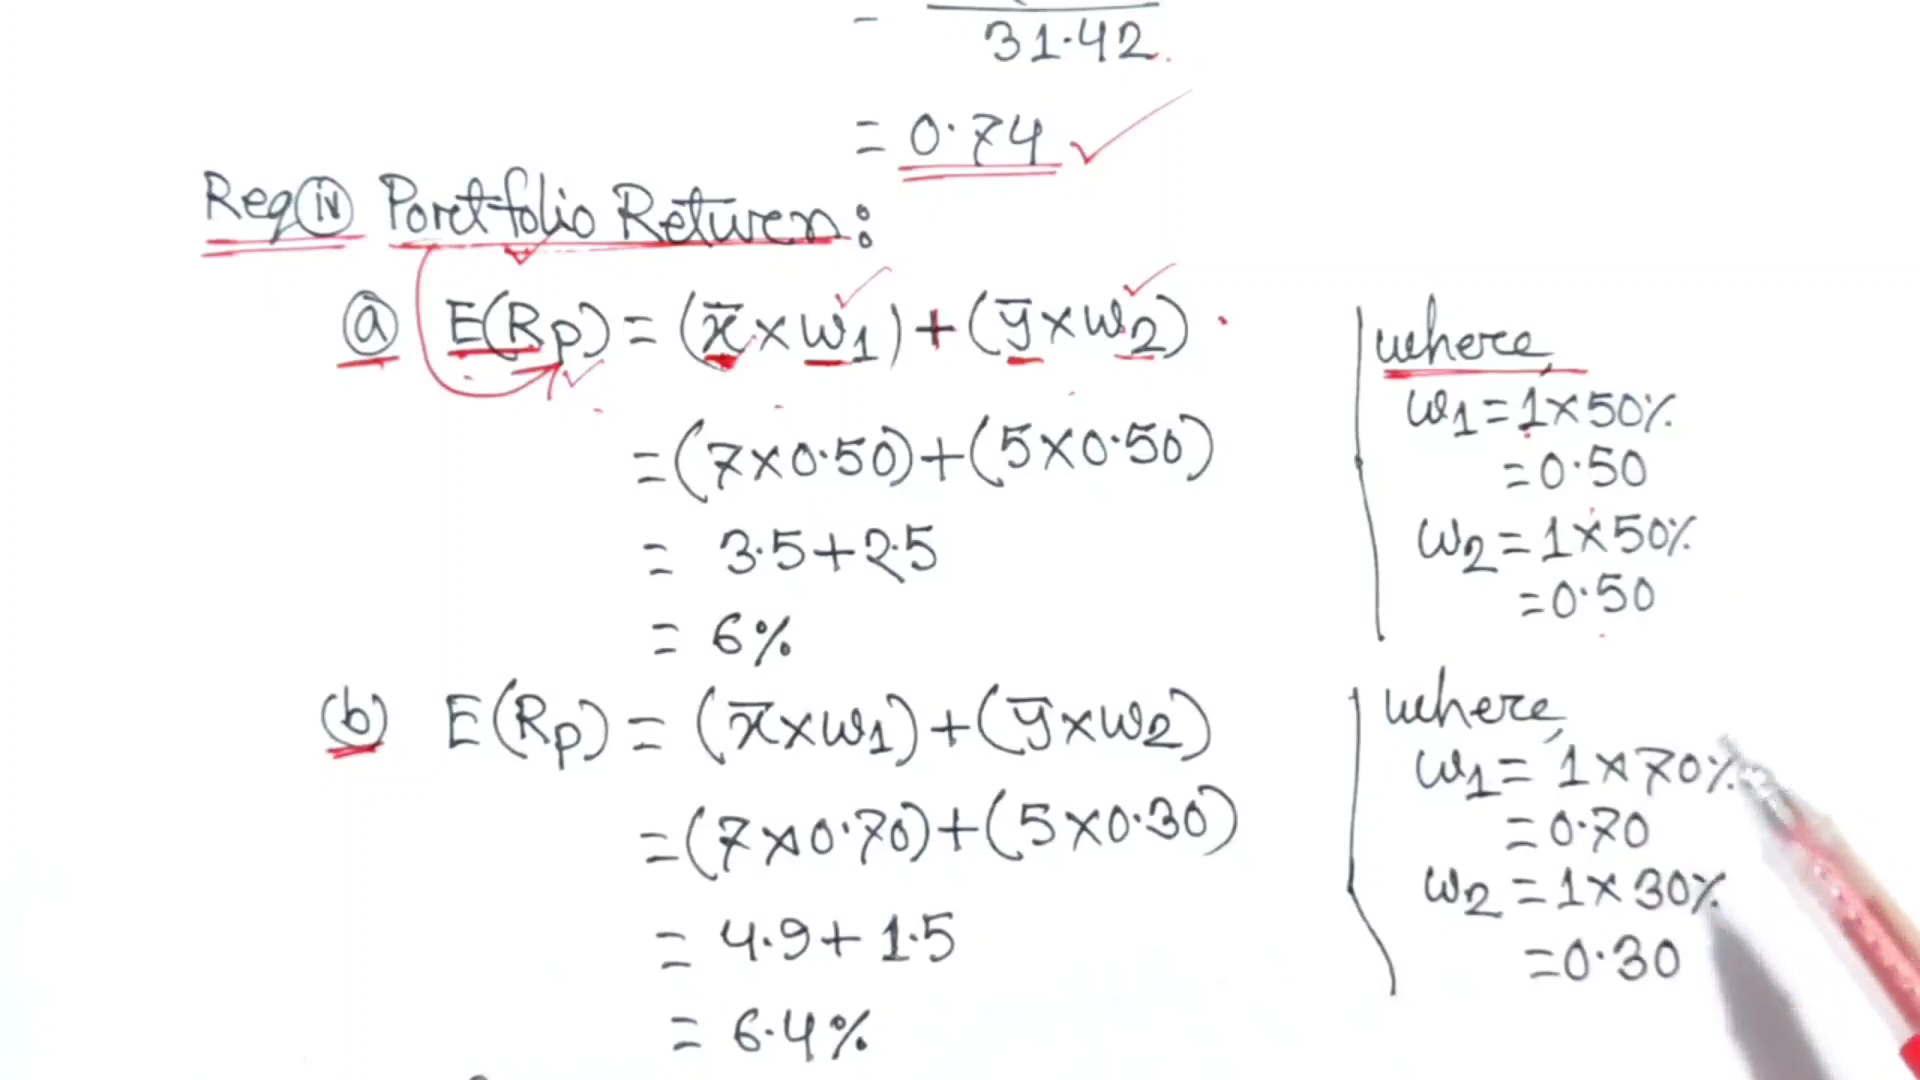 31.42
= 0.74
Req (iv) Portfolio Return:
(a) E(Rp) = (x̅ × w1) + (y̅ × w2)
= (7×0.50) + (5×0.50)
= 3.5+2.5
= 6%
where,
w1 = 1×50%
= 0.50
w2 = 1×50%
= 0.50
(b) E(Rp) = (x̅ × w1) + (y̅ × w2)
= (7×0.70) + (5×0.30)
= 4.9 + 1.5
= 6.4%
where,
w1 = 1×70%
= 0.70
w2 = 1×30%
= 0.30